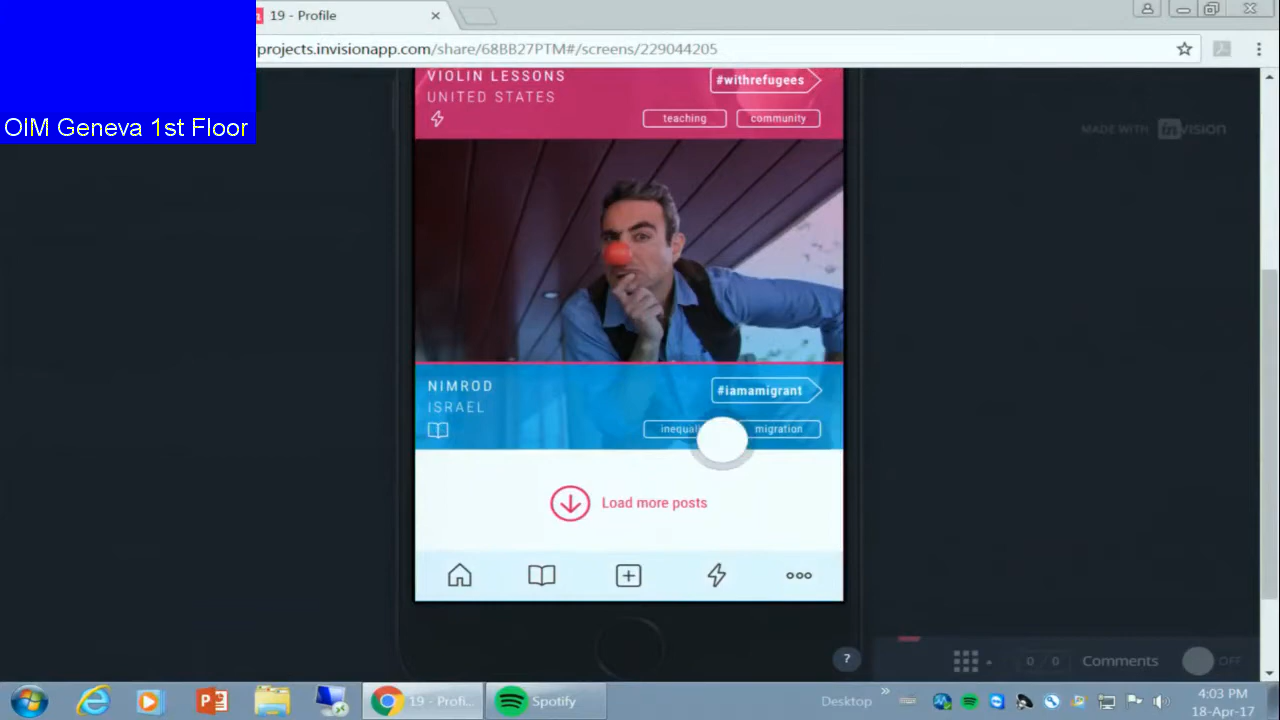 19 - Profile
projects.invisionapp.com/share/68BB27PTM#/screens/229044205
OIM Geneva 1st Floor
VIOLIN LESSONS
#withrefugees
UNITED STATES
teaching
community
MADE WITH
invision
NIMROD
#iamamigrant
ISRAEL
migration
Load more posts
?
0 / 0
Comments
OFF
19 - Profi...
Spotify
Desktop
4:03 PM
18-Apr-17